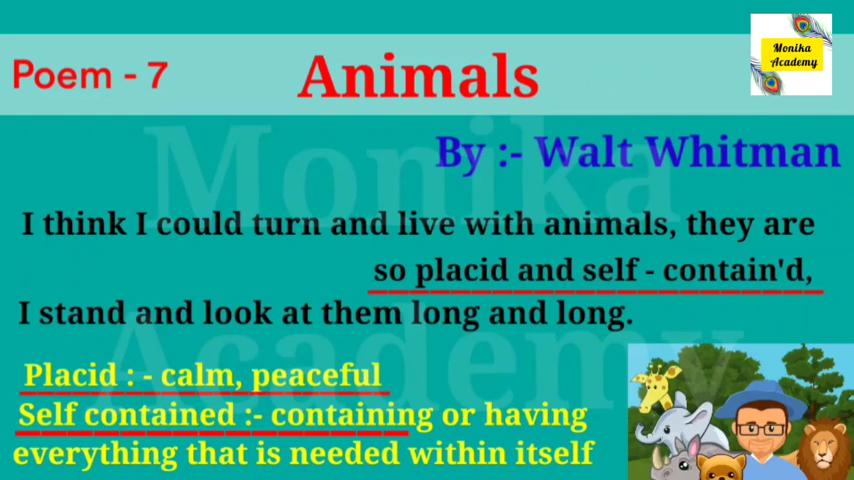 Monika
Academy
Poem - 7
Animals
By :- Walt Whitman
I think I could turn and live with animals, they are
so placid and self - contain'd,
I stand and look at them long and long.
Placid : - calm, peaceful
Self contained :- containing or having
everything that is needed within itself
Monika
Academy